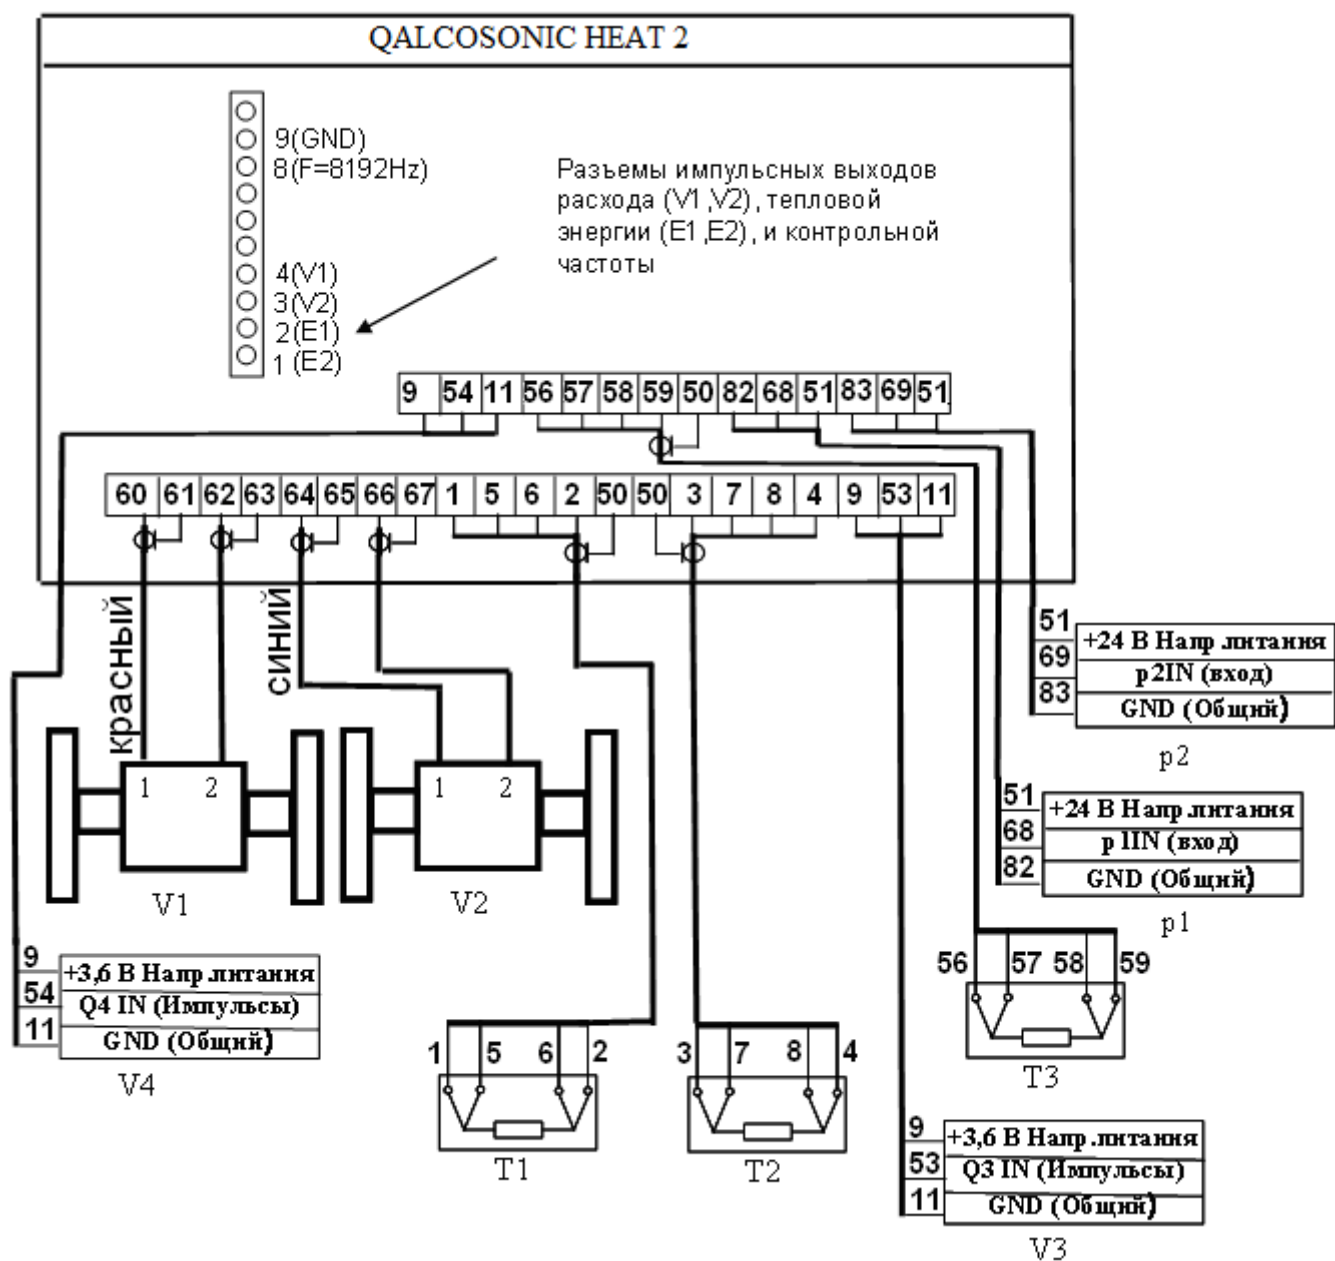 QALCOSONIC HEAT 2
9(GND)
8(F=8192Hz)
4(V1)
3(V2)
2(E1)
1 (E2)
Разъемы импульсных выходов
расхода (V1,V2), тепловой
энергии (E1,E2), и контрольной
частоты
9 54 11 56 57 58 59 50 82 68 51 83 69 51
60 61 62 63 64 65 66 67 1 5 6 2 50 50 3 7 8 4 9 53 11
красный
синий
1 2
V1
1 2
V2
51
69
83
+24 В Напр.питания
p2IN (вход)
GND (Общий)
p2
51
68
82
+24 В Напр.питания
p1IN (вход)
GND (Общий)
p1
9
54
11
+3,6 В Напр.питания
Q4 IN (Импульсы)
GND (Общий)
V4
1 5 6 2
T1
3 7 8 4
T2
56 57 58 59
T3
9
53
11
+3,6 В Напр.питания
Q3 IN (Импульсы)
GND (Общий)
V3